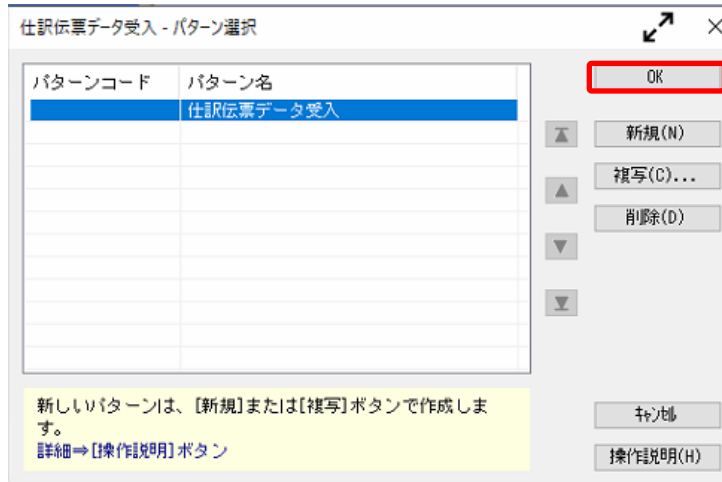 仕訳伝票データ受入 - パターン選択
パターンコード パターン名
仕訳伝票データ受入
OK
新規(N)
複写(C)...
削除(D)
新しいパターンは、[新規]または[複写]ボタンで作成しま
す。
詳細⇒[操作説明]ボタン
ｷｬﾝｾﾙ
操作説明(H)